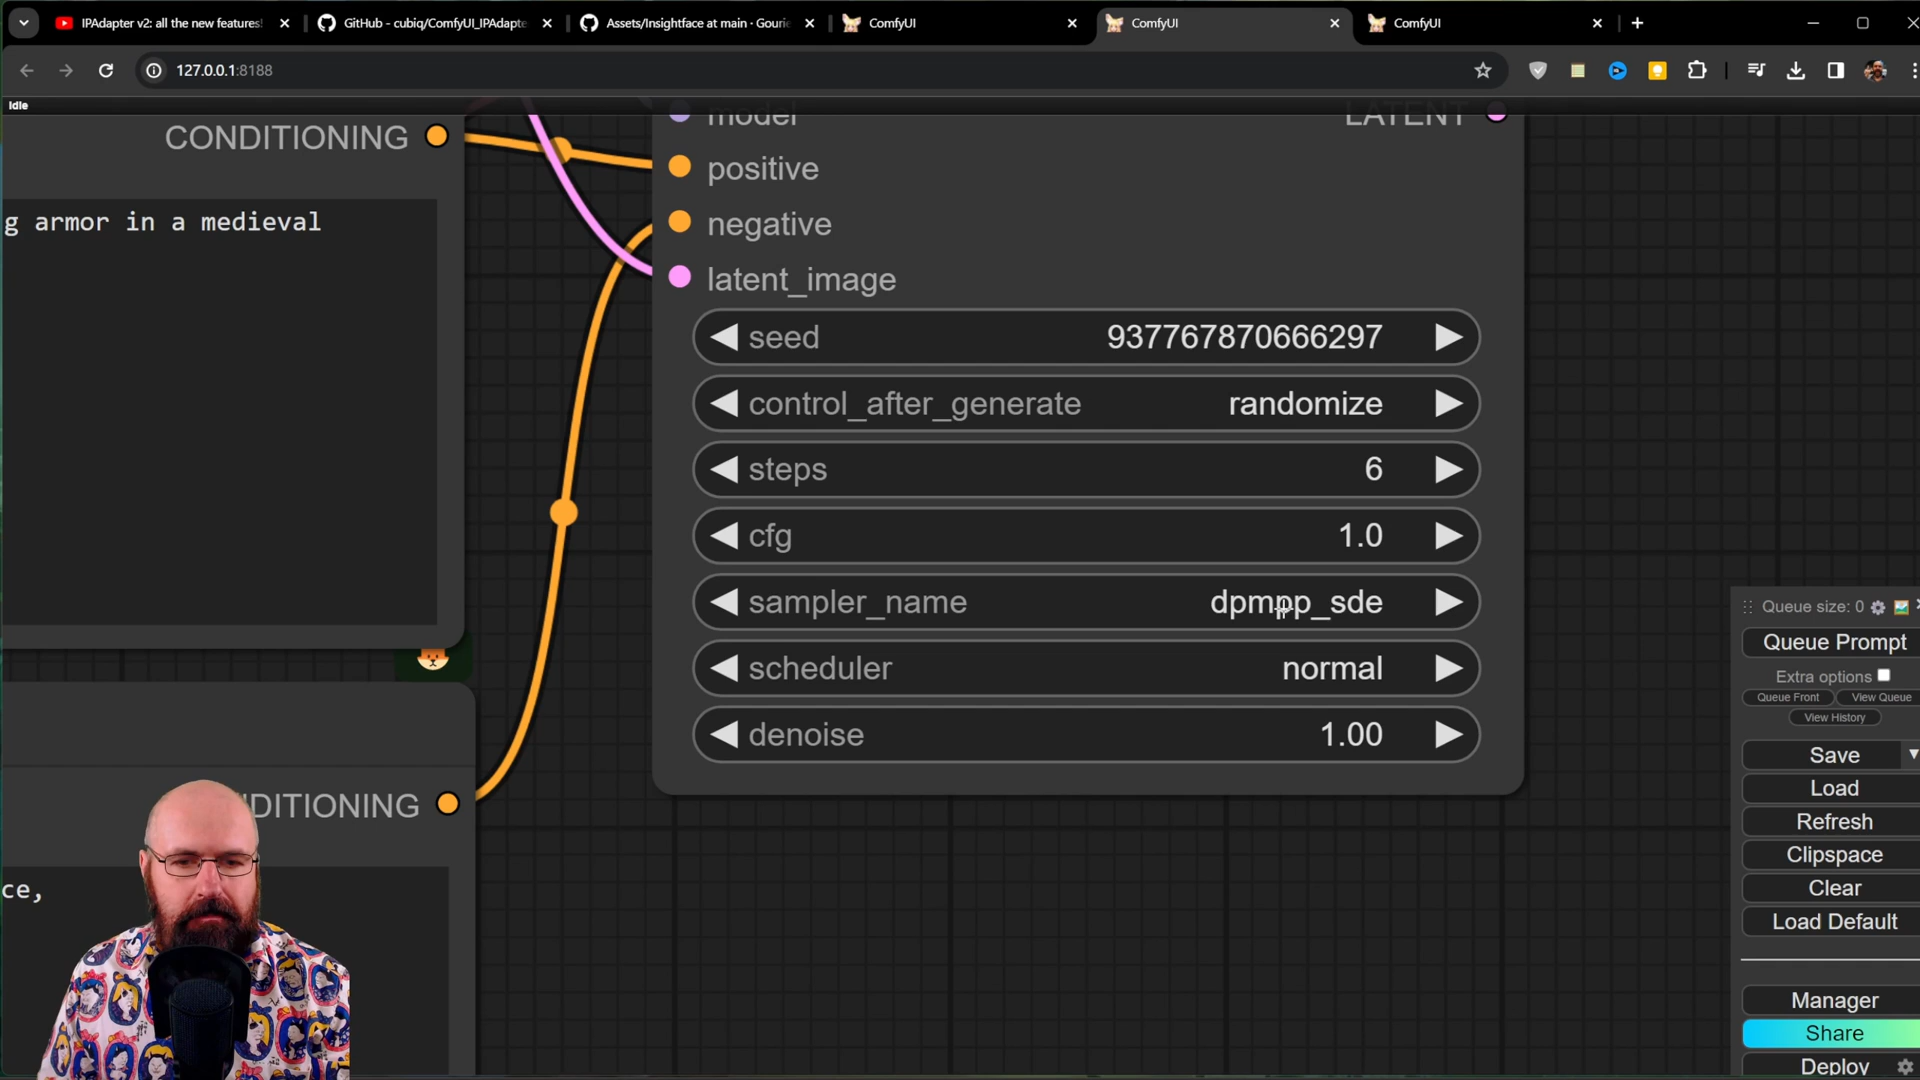 IPAdapter v2: all the new features!
GitHub - cubiq/ComfyUI_IPAdapte
Assets/Insightface at main · Gourie
ComfyUI
ComfyUI
ComfyUI
127.0.0.1:8188
Idle
CONDITIONING
g armor in a medieval
model
LATENT
positive
negative
latent_image
seed 937767870666297
control_after_generate randomize
steps 6
cfg 1.0
sampler_name dpmpp_sde
scheduler normal
denoise 1.00
DITIONING
ce,
Queue size: 0
Queue Prompt
Extra options
Queue Front View Queue
View History
Save
Load
Refresh
Clipspace
Clear
Load Default
Manager
Share
Deploy